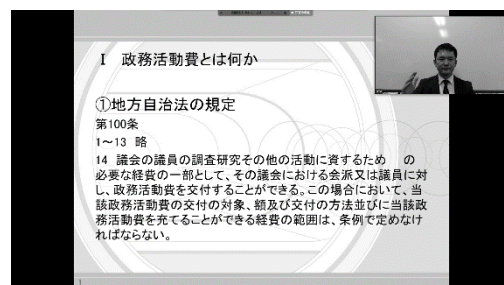 Ⅰ　政務活動費とは何か
①地方自治法の規定
第100条
1～13　略
14　議会の議員の調査研究その他の活動に資するため　の
必要な経費の一部として、その議会における会派又は議員に対
し、政務活動費を交付することができる。この場合において、当
該政務活動費の交付の対象、額及び交付の方法並びに当該政
務活動費を充てることができる経費の範囲は、条例で定めなけ
ればならない。
1